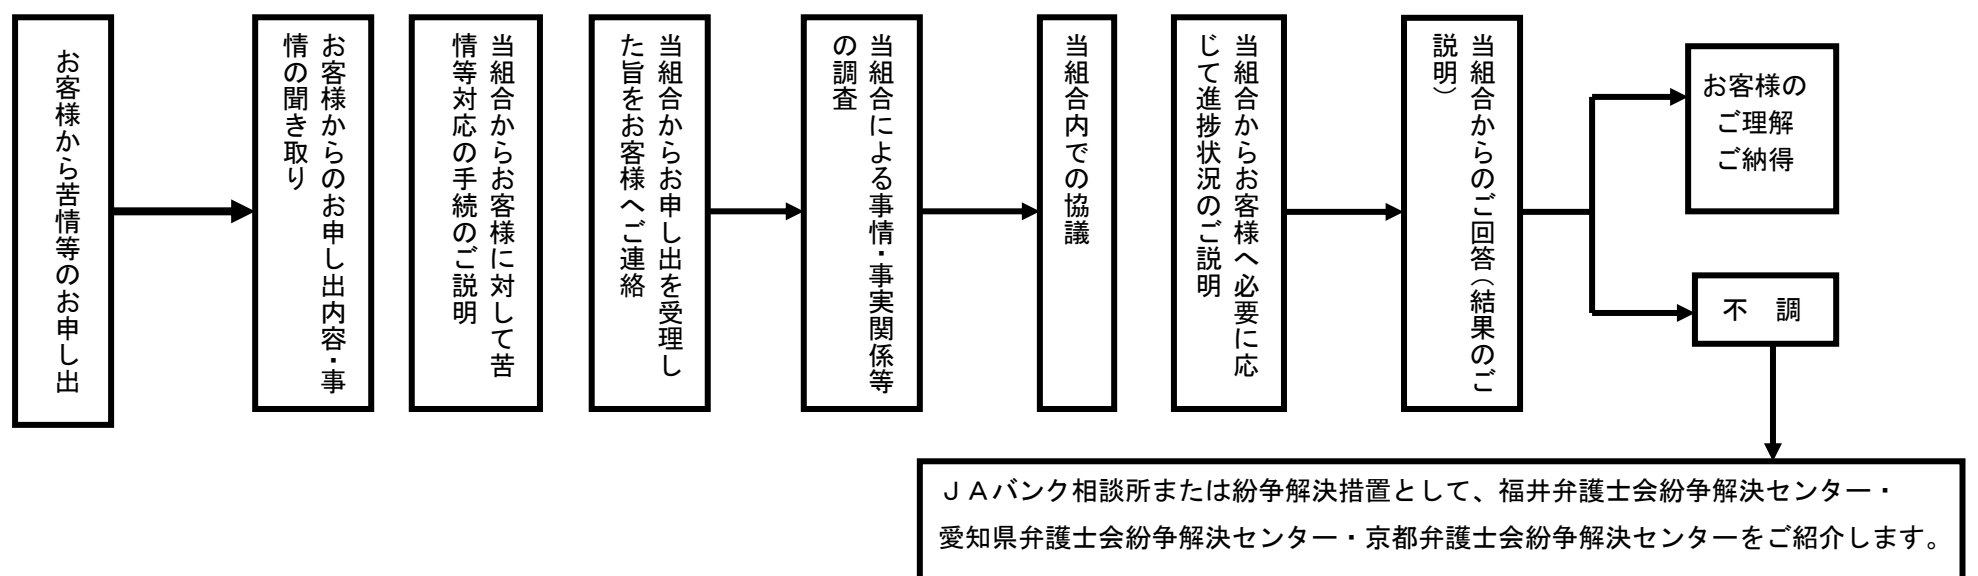 お客様から苦情等のお申し出
お客様からのお申し出内容・事
情の聞き取り
当組合からお客様に対して苦
情等対応の手続のご説明
当組合からお申し出を受理し
た旨をお客様へご連絡
当組合による事情・事実関係等
の調査
当組合内での協議
当組合からお客様へ必要に応
じて進捗状況のご説明
当組合からのご回答（結果のご
説明）
お客様の
ご理解
ご納得
不　調
ＪＡバンク相談所または紛争解決措置として、福井弁護士会紛争解決センター・
愛知県弁護士会紛争解決センター・京都弁護士会紛争解決センターをご紹介します。